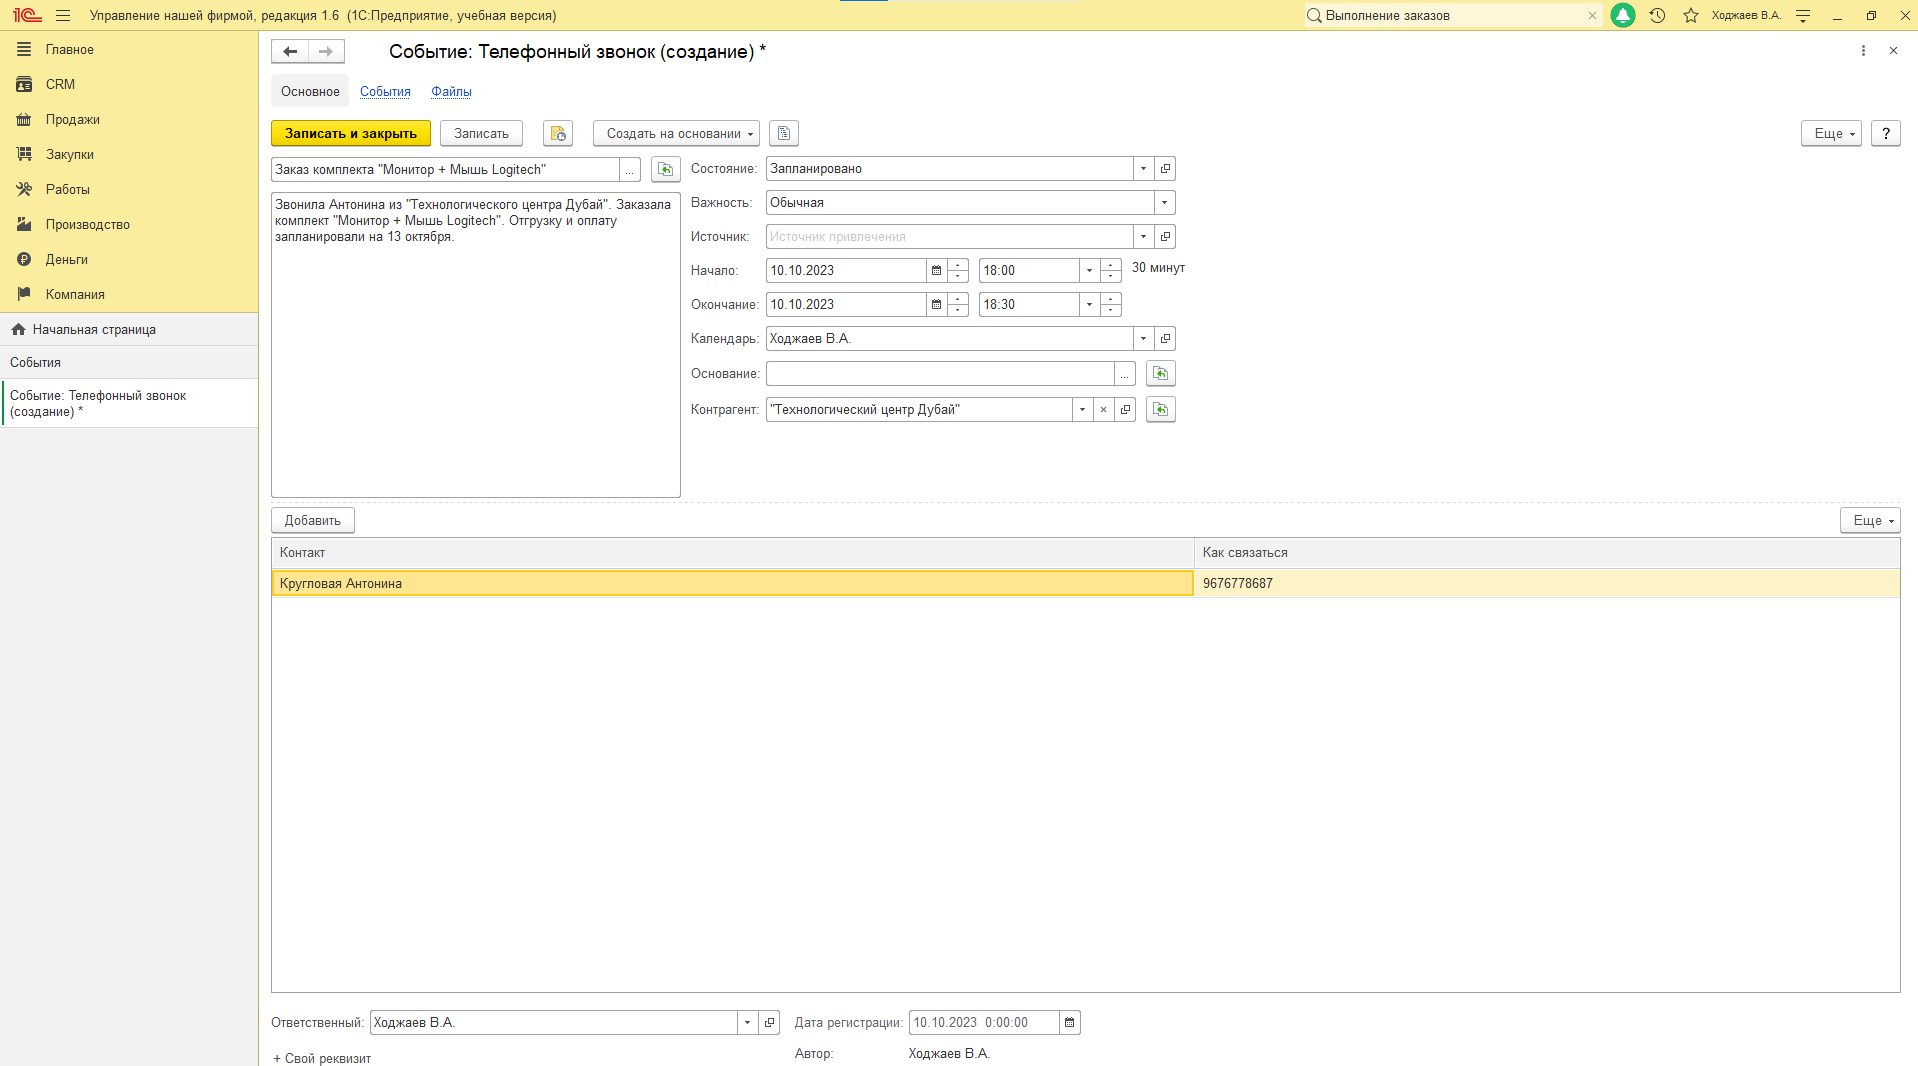 1С Управление нашей фирмой, редакция 1.6 (1С:Предприятие, учебная версия)
Выполнение заказов
Ходжаев В.А.
Главное
CRM
Продажи
Закупки
Работы
Производство
Деньги
Компания
Начальная страница
События
Событие: Телефонный звонок
(создание) *
Событие: Телефонный звонок (создание) *
Основное События Файлы
Записать и закрыть Записать Создать на основании Еще ?
Заказ комплекта "Монитор + Мышь Logitech" ...
Звонила Антонина из "Технологического центра Дубай". Заказала
комплект "Монитор + Мышь Logitech". Отгрузку и оплату
запланировали на 13 октября.
Состояние: Запланировано
Важность: Обычная
Источник: Источник привлечения
Начало: 10.10.2023 18:00 30 минут
Окончание: 10.10.2023 18:30
Календарь: Ходжаев В.А.
Основание: ...
Контрагент: "Технологический центр Дубай"
Добавить Еще
Контакт Как связаться
Кругловая Антонина 9676778687
Ответственный: Ходжаев В.А. Дата регистрации: 10.10.2023 0:00:00
+ Свой реквизит Автор: Ходжаев В.А.